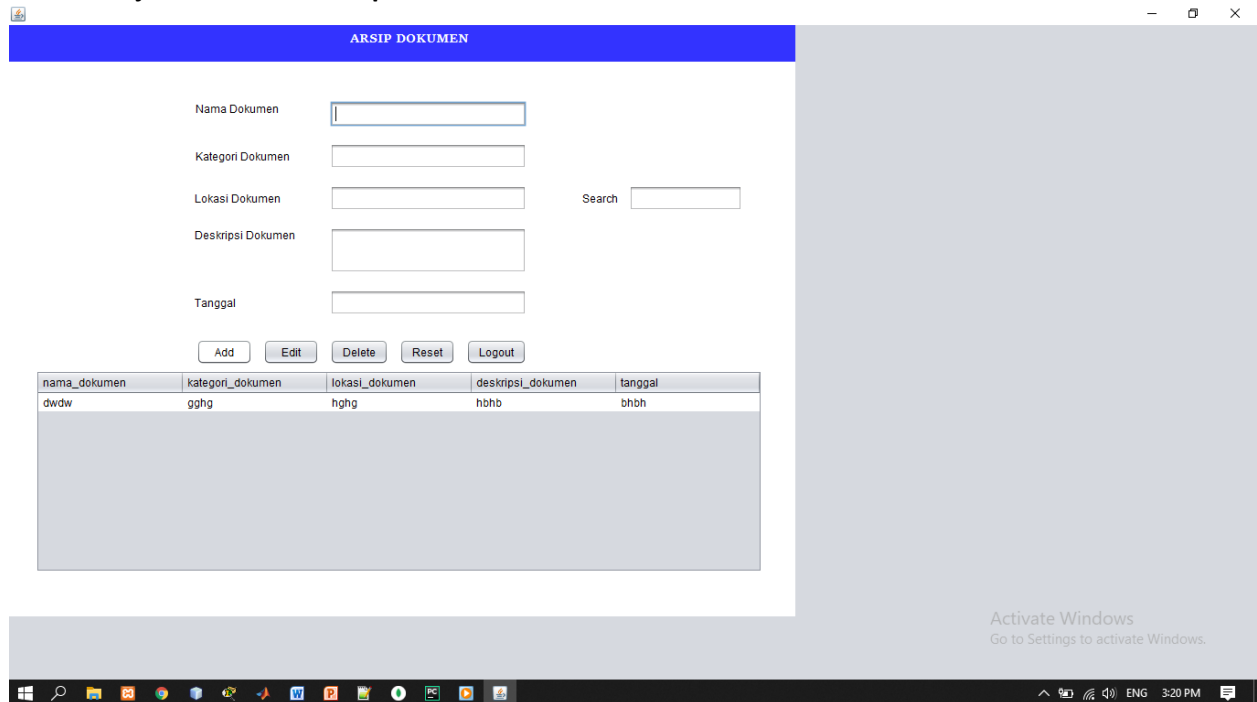 ARSIP DOKUMEN
Nama Dokumen
Kategori Dokumen
Lokasi Dokumen
Search
Deskripsi Dokumen
Tanggal
Add Edit Delete Reset Logout
nama_dokumen kategori_dokumen lokasi_dokumen deskripsi_dokumen tanggal
dwdw gghg hghg hbhb bhbh
Activate Windows
Go to Settings to activate Windows.
ENG 3:20 PM